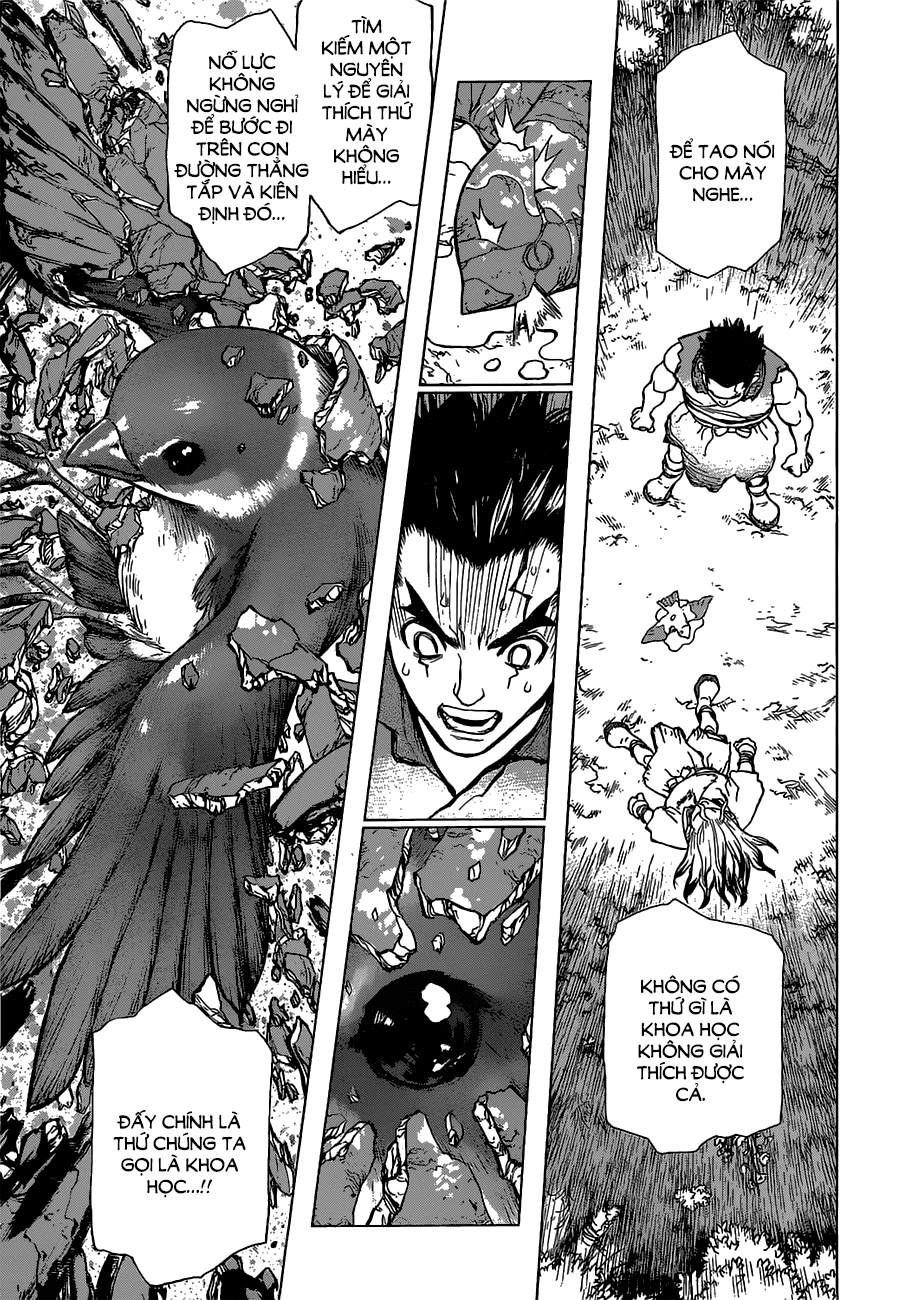 ĐỂ TAO NÓI
CHO MÀY
NGHE...
KHÔNG CÓ
THỨ GÌ LÀ
KHOA HỌC
KHÔNG GIẢI
THÍCH ĐƯỢC
CẢ.
TÌM
KIẾM MỘT
NGUYÊN
LÝ ĐỂ GIẢI
THÍCH THỨ
MÀY
KHÔNG
HIỂU...
NỖ LỰC
KHÔNG
NGỪNG NGHỈ
ĐỂ BƯỚC ĐI
TRÊN CON
ĐƯỜNG THẲNG
TẮP VÀ KIÊN
ĐỊNH ĐÓ...
ĐẤY CHÍNH LÀ
THỨ CHÚNG TA
GỌI LÀ KHOA
HỌC...!!